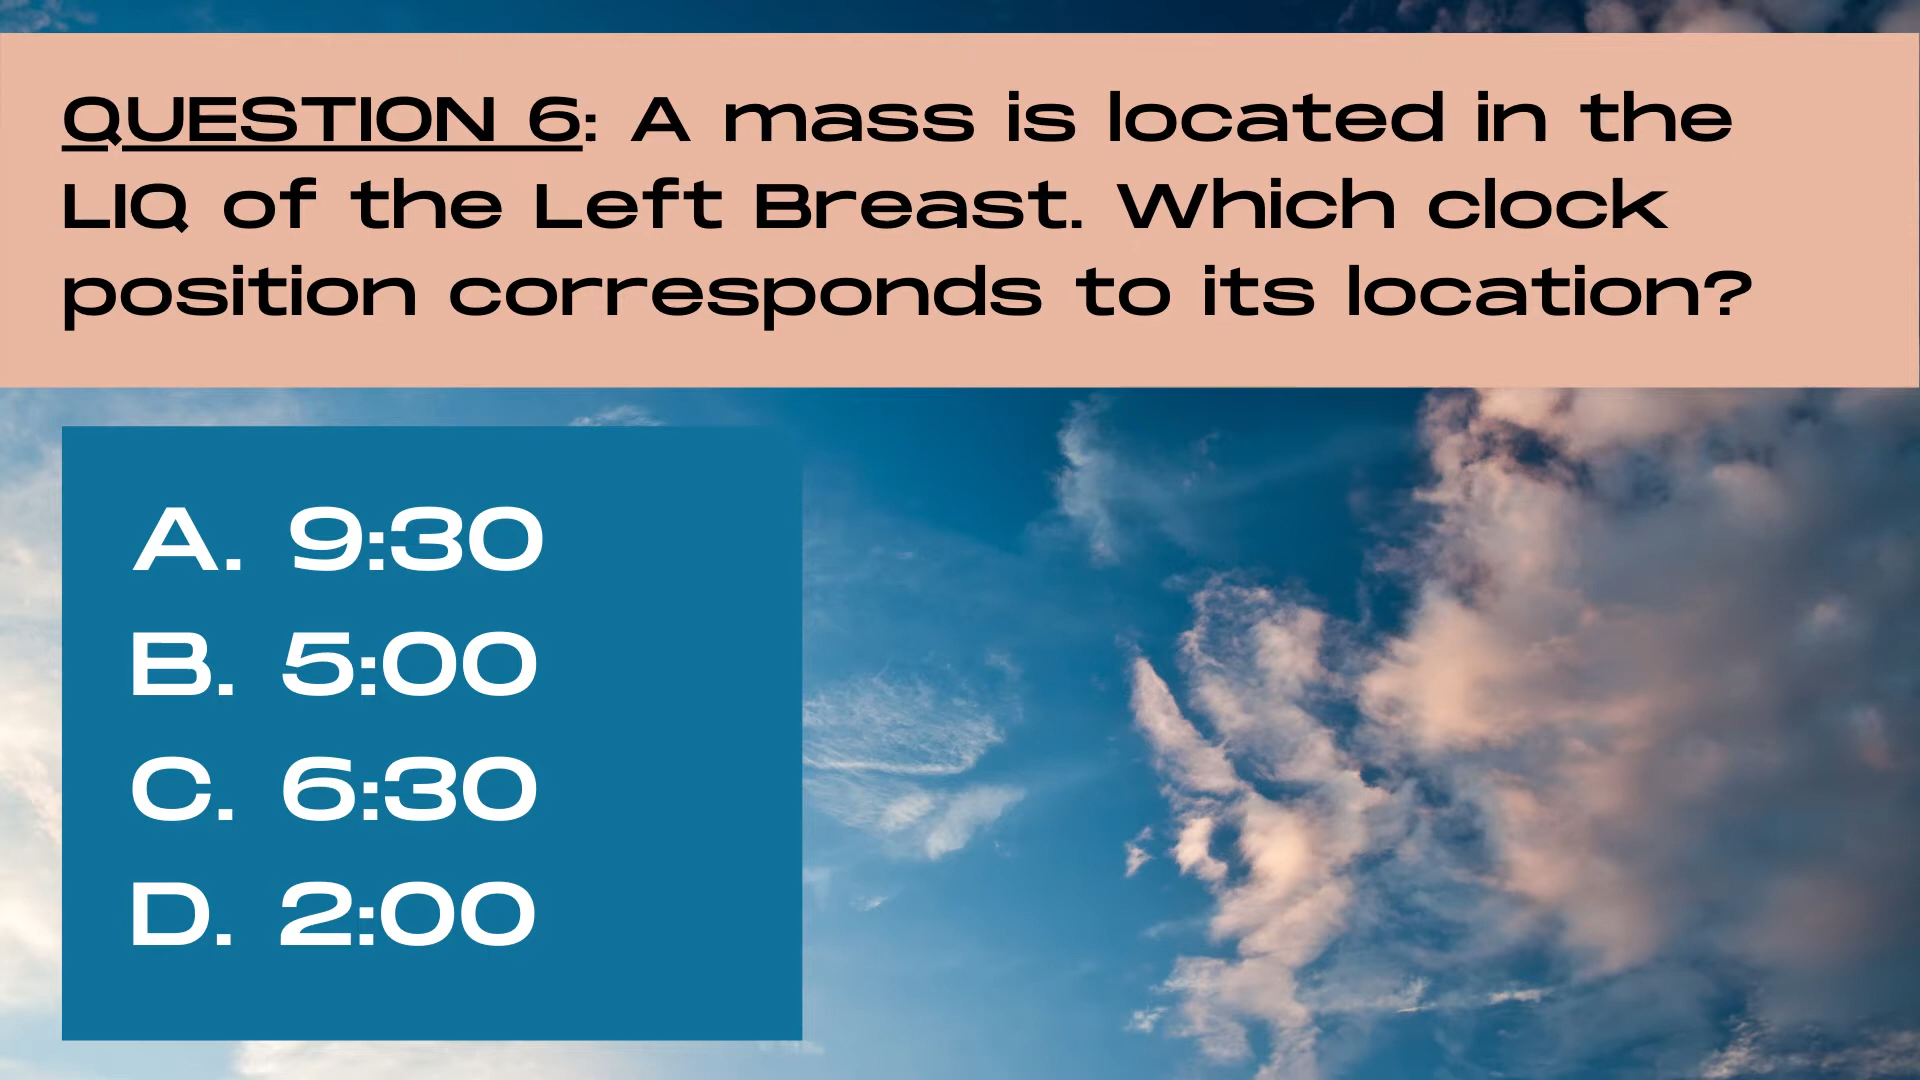 QUESTION 6: A mass is located in the
LIQ of the Left Breast. Which clock
position corresponds to its location?
A. 9:30
B. 5:00
C. 6:30
D. 2:00